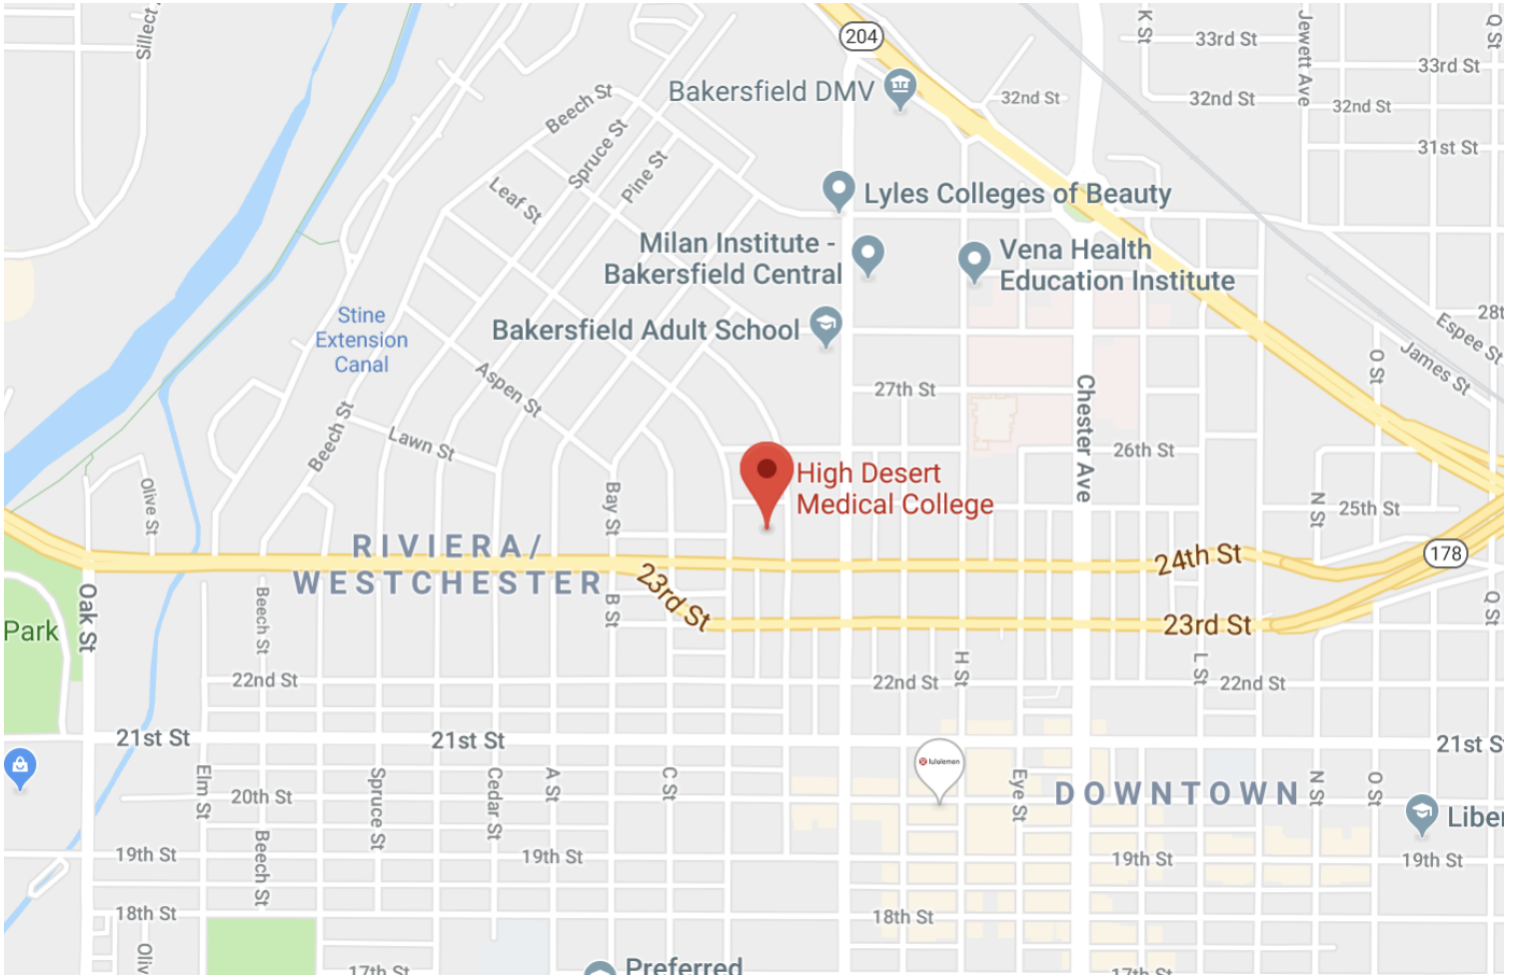 Sillect
204
K St
33rd St
Jewett Ave
Q St
33rd St
Bakersfield DMV
32nd St
32nd St
32nd St
Beech St
Spruce St
Pine St
31st St
Leaf St
Lyles Colleges of Beauty
Milan Institute -
Bakersfield Central
Vena Health
Education Institute
Stine
Extension
Canal
Bakersfield Adult School
28t
Espee St
James St
O St
Aspen St
27th St
Chester Ave
Beech St
Lawn St
26th St
High Desert
Medical College
Olive St
Bay St
N St
25th St
RIVIERA/
WESTCHESTER
24th St
178
23rd St
23rd St
Oak St
Park
Beech St
B St
Q St
H St
L St
22nd St
22nd St
22nd St
21st St
21st St
21st S
lululemon
Elm St
20th St
Spruce St
Cedar St
A St
C St
Eye St
DOWNTOWN
N St
O St
Liber
Beech St
19th St
19th St
19th St
19th St
18th St
18th St
Oliv
17th St
Preferred
17th St